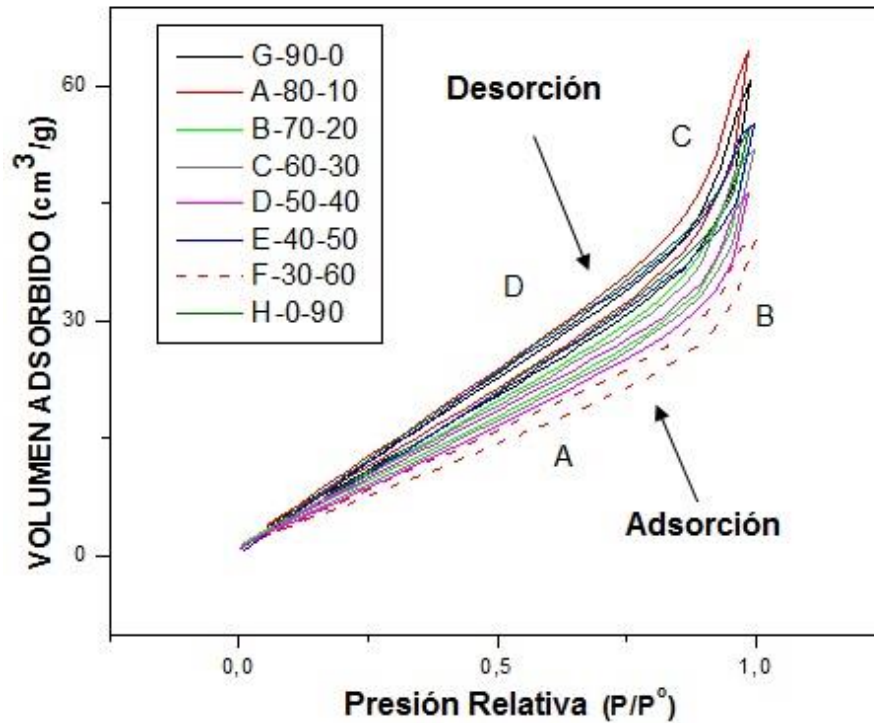 G-90-0
A-80-10
B-70-20
C-60-30
D-50-40
E-40-50
F-30-60
H-0-90
Desorción
C
D
B
A
Adsorción
VOLUMEN ADSORBIDO (cm³/g)
60
30
0
0,0 0,5 1,0
Presión Relativa (P/P°)